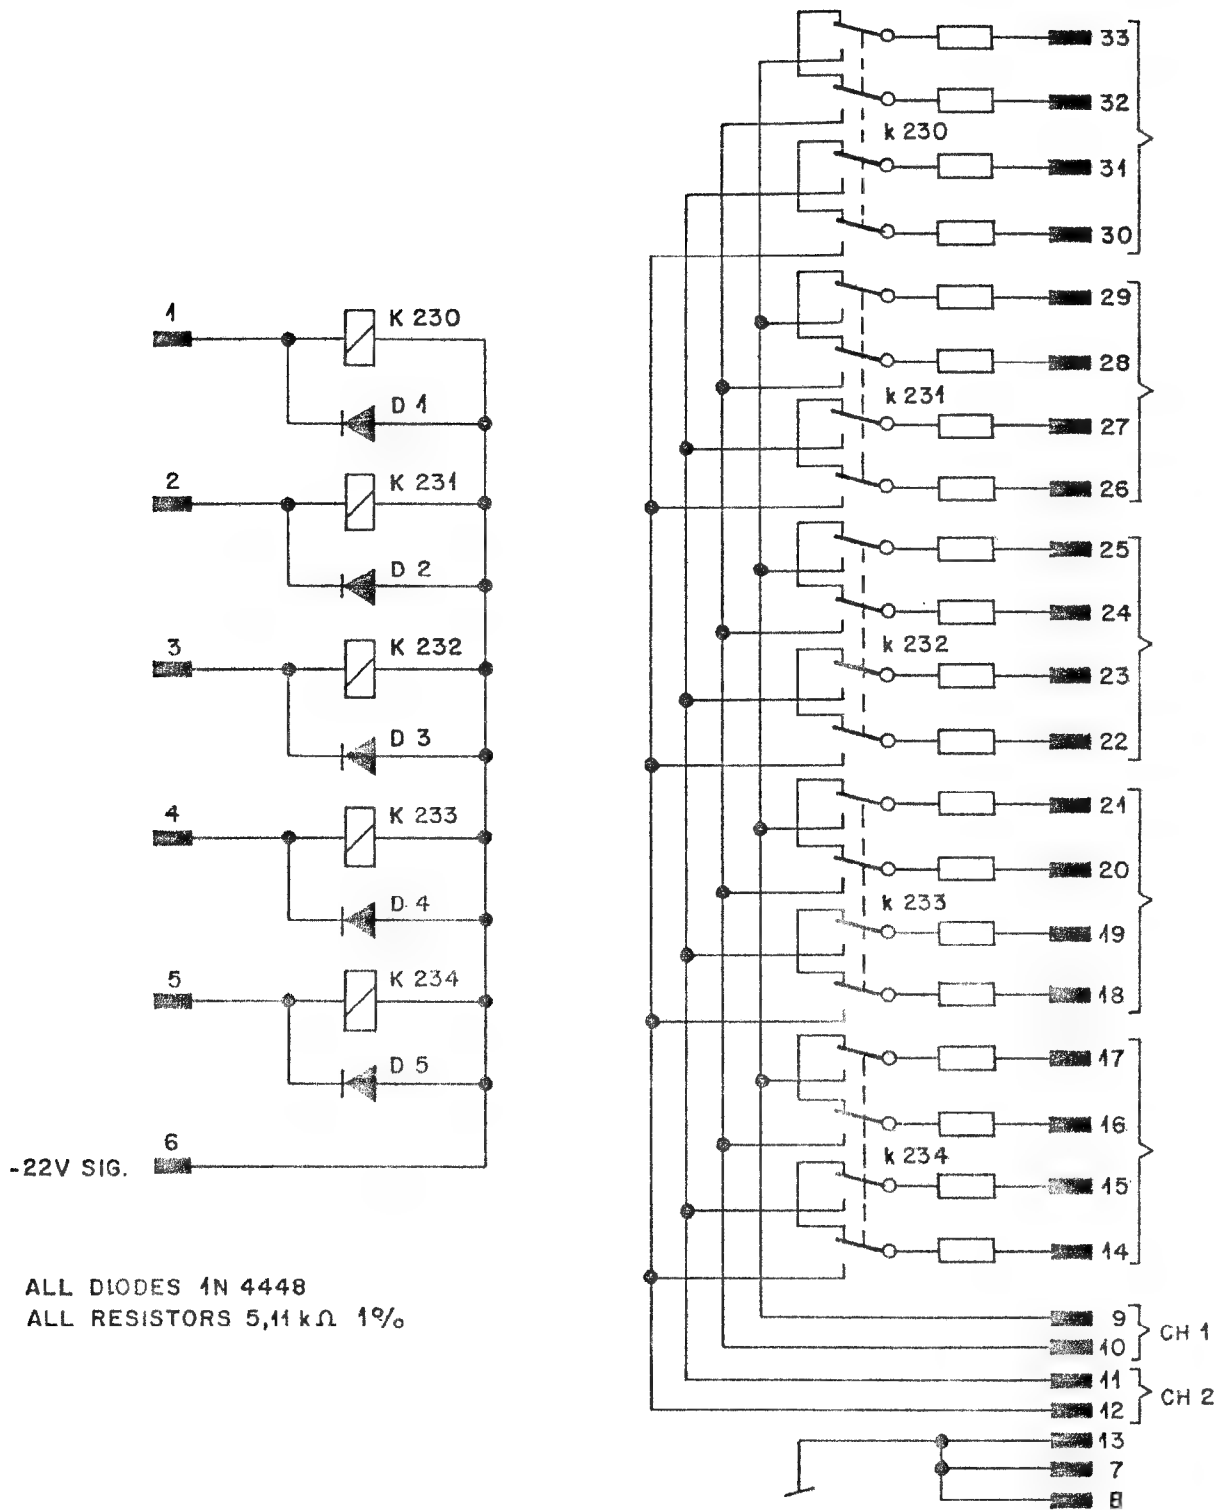 1
K 230
D 1
2
K 231
D 2
3
K 232
D 3
4
K 233
D 4
5
K 234
D 5
6
-22V SIG.
ALL DIODES 1N 4448
ALL RESISTORS 5,11 kΩ 1%
33
32
k 230
31
30
29
28
k 231
27
26
25
24
k 232
23
22
21
20
k 233
19
18
17
16
k 234
15
14
9
10
CH 1
11
12
CH 2
13
7
8